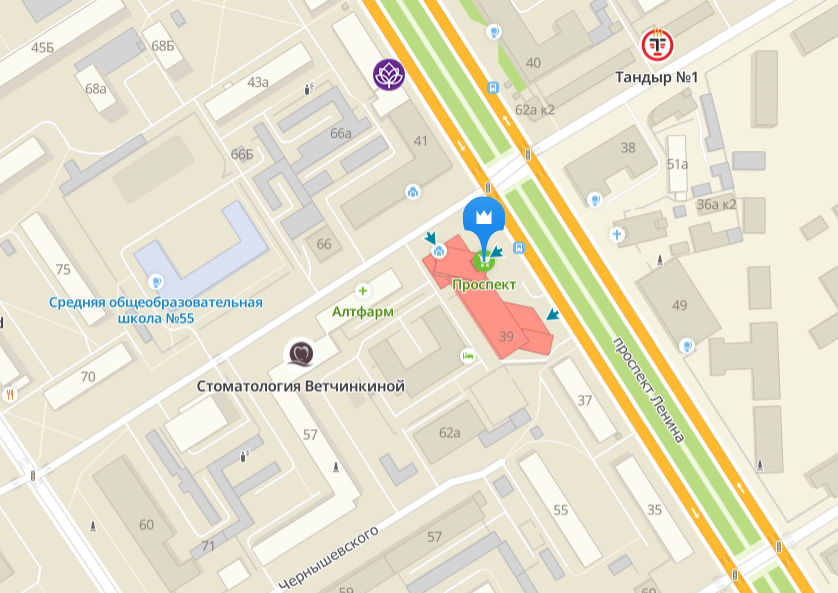 45Б
68Б
40
Тандыр №1
43а
68а
62а к2
66а
41
38
66Б
51а
36а к2
66
75
Проспект
Средняя общеобразовательная
школа №55
Алтфарм
49
39
d
70
Стоматология Ветчинкиной
проспект Ленина
37
57
62а
60
55
35
71
57
Чернышевского
59
60